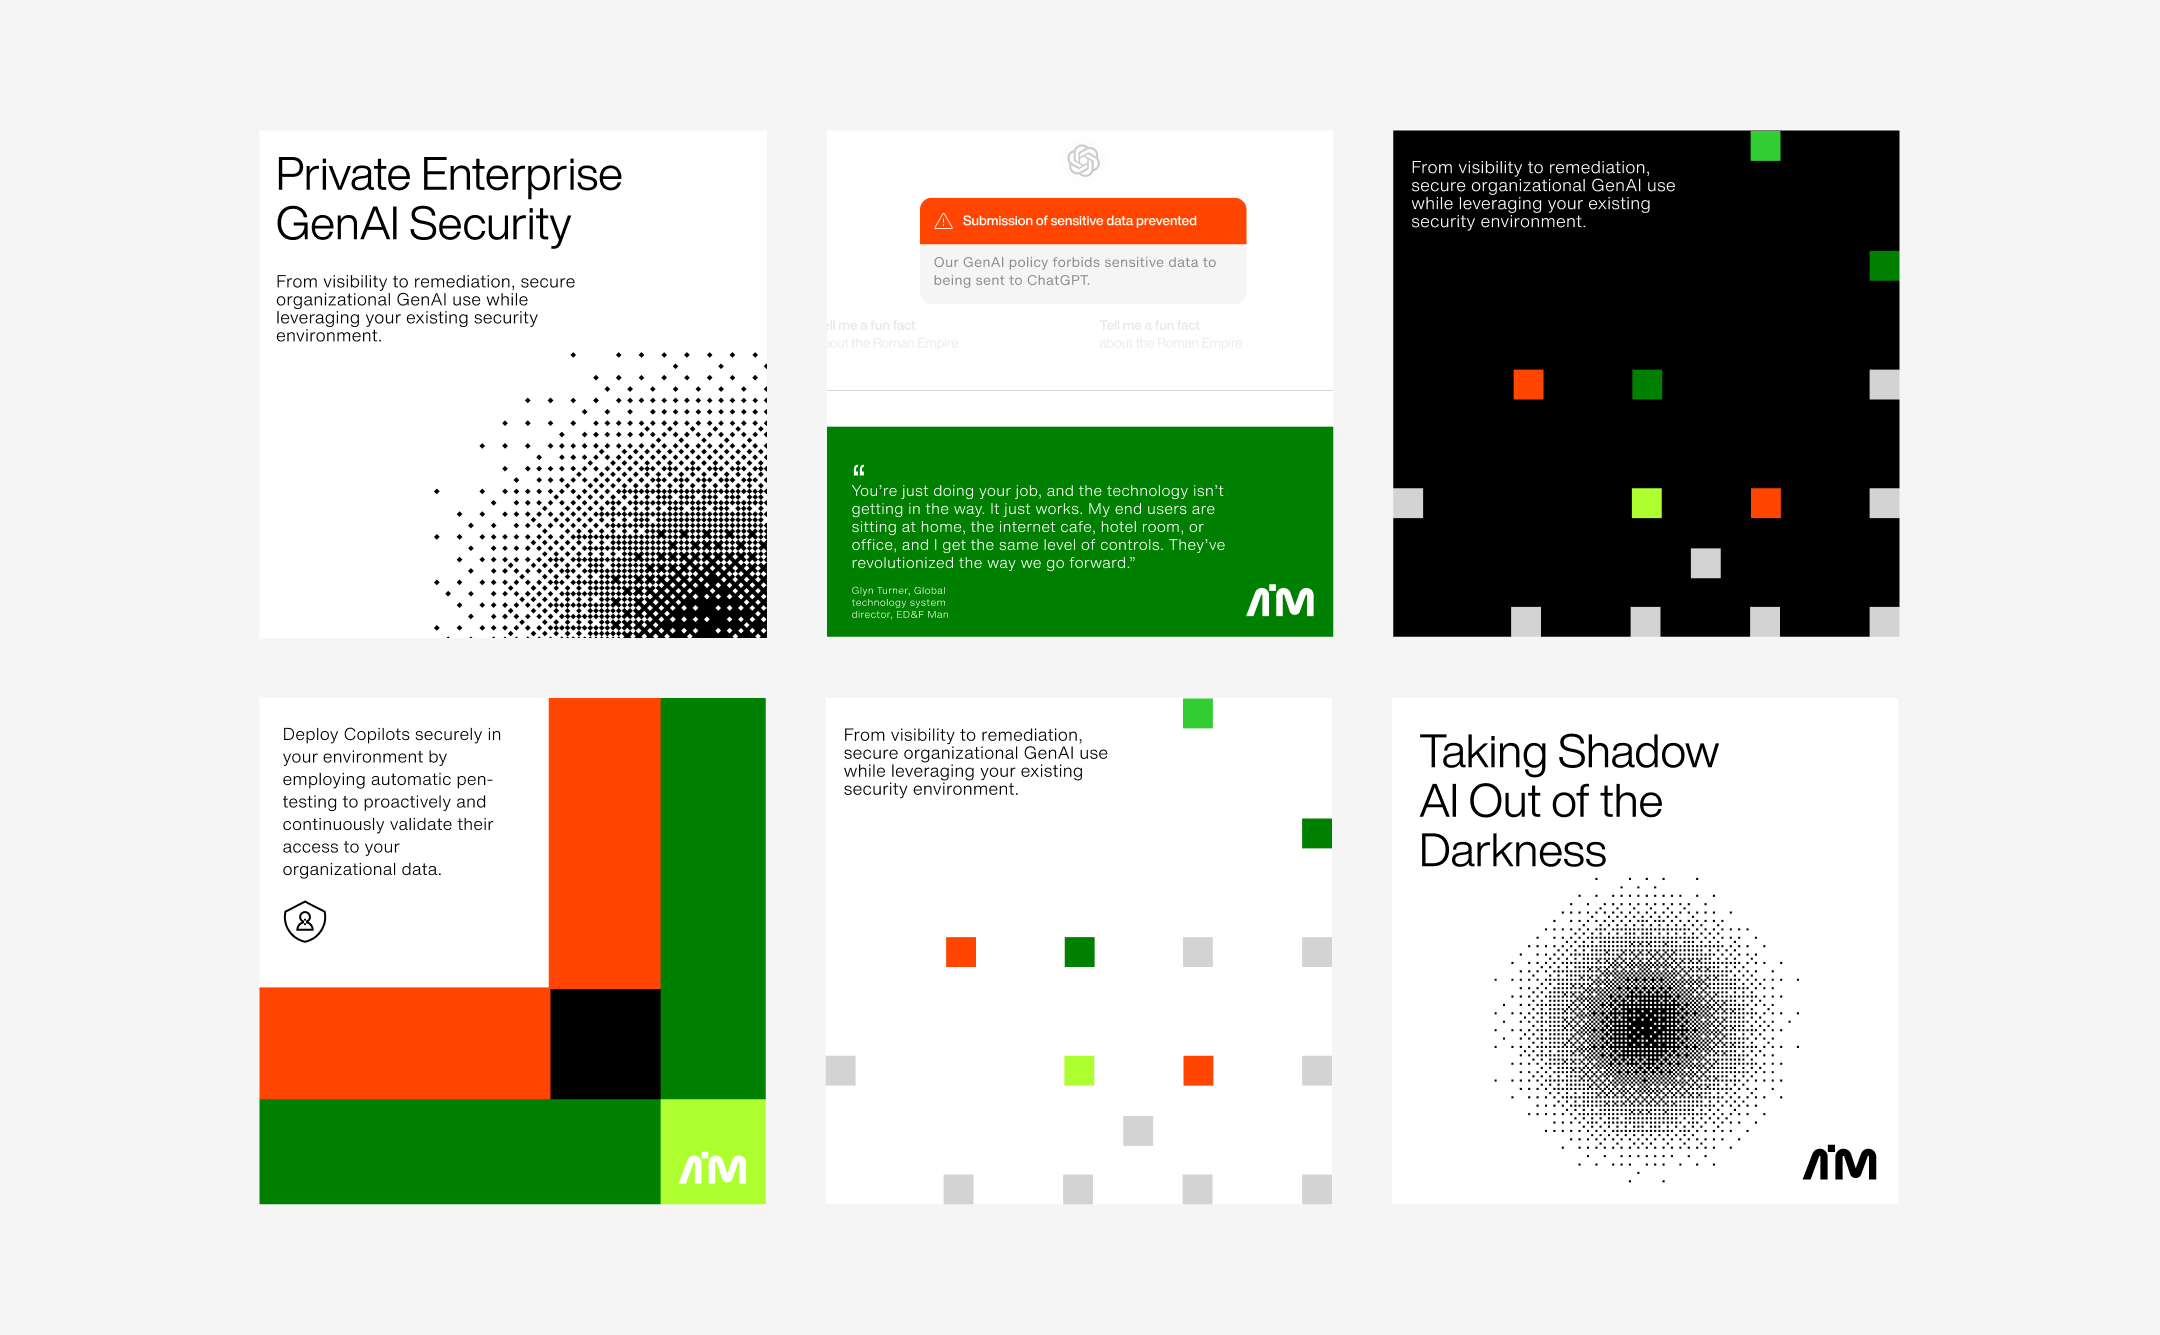 Private Enterprise
GenAI Security
From visibility to remediation, secure
organizational GenAI use while
leveraging your existing security
environment.
Submission of sensitive data prevented
Our GenAI policy forbids sensitive data to
being sent to ChatGPT.
ell me a fun fact
out the Roman Empire
Tell me a fun fact
about the Roman Empire
“
You’re just doing your job, and the technology isn’t
getting in the way. It just works. My end users are
sitting at home, the internet cafe, hotel room, or
office, and I get the same level of controls. They’ve
revolutionized the way we go forward.”
Glyn Turner, Global
technology system
director, ED&F Man
AIM
From visibility to remediation,
secure organizational GenAI use
while leveraging your existing
security environment.
Deploy Copilots securely in
your environment by
employing automatic pen-
testing to proactively and
continuously validate their
access to your
organizational data.
AIM
From visibility to remediation,
secure organizational GenAI use
while leveraging your existing
security environment.
Taking Shadow
AI Out of the
Darkness
AIM